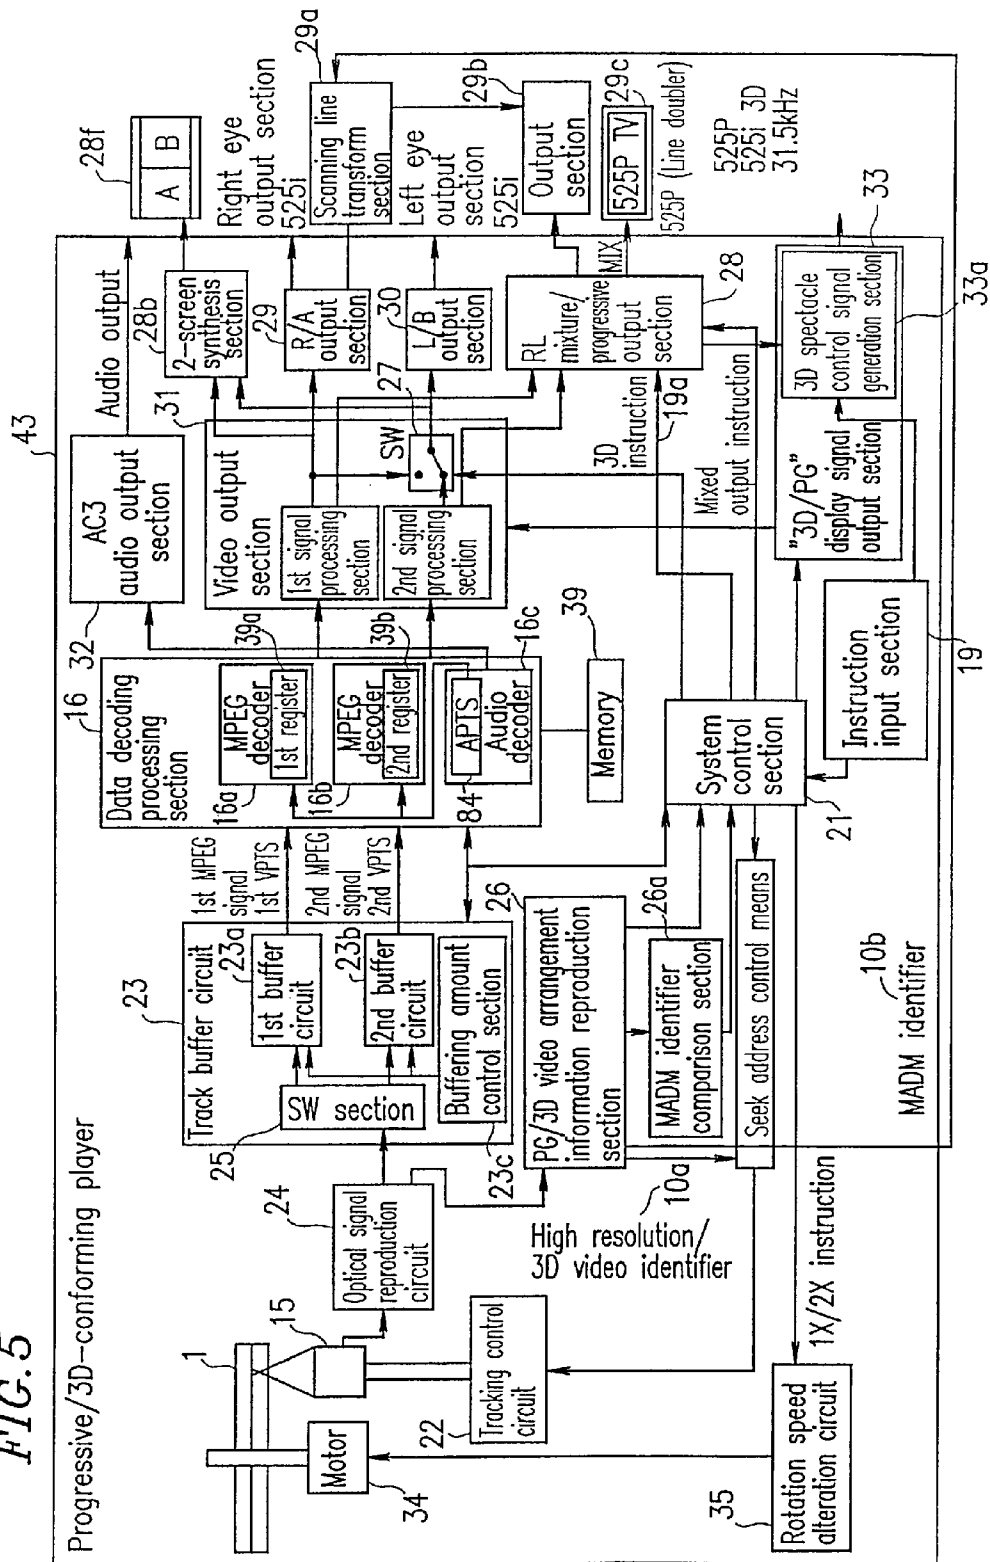 FIG. 5
Progressive/3D-conforming player
43
1
15
Motor
34
22
Tracking control
circuit
35
Rotation speed
alteration circuit
1X/2X instruction
24
Optical signal
reproduction
circuit
High resolution/
3D video identifier
10a
23
Track buffer circuit
25
SW section
23a
1st buffer
circuit
23b
2nd buffer
circuit
Buffering amount
control section
23c
26
PG/3D video arrangement
information reproduction
section
26a
MADM identifier
comparison section
Seek address control means
MADM identifier
10b
1st MPEG
signal
1st VPTS
2nd MPEG
signal
2nd VPTS
16
Data decoding
processing
section
16a
MPEG
decoder
39a
1st register
16b
MPEG
decoder
39b
2nd register
84
APTS
Audio
decoder
16c
39
Memory
System
control
section
21
Instruction
input section
19
32
AC3
audio output
section
Audio output
31
Video output
section
1st signal
processing
section
2nd signal
processing
section
SW
27
3D
instruction
19a
Mixed
output instruction
"3D/PG"
display signal
output section
3D spectacle
control signal
generation section
33
33a
28b
2-screen
synthesis
section
29
R/A
output
section
30
L/B
output
section
RL
mixture/
progressive
output
section
28
MIX
28f
A
B
Right eye
output section
525i
29a
Scanning line
transform
section
Left eye
output
section
525i
29b
Output
section
29c
525P TV
525P (Line doubler)
525P
525i 3D
31.5kHz